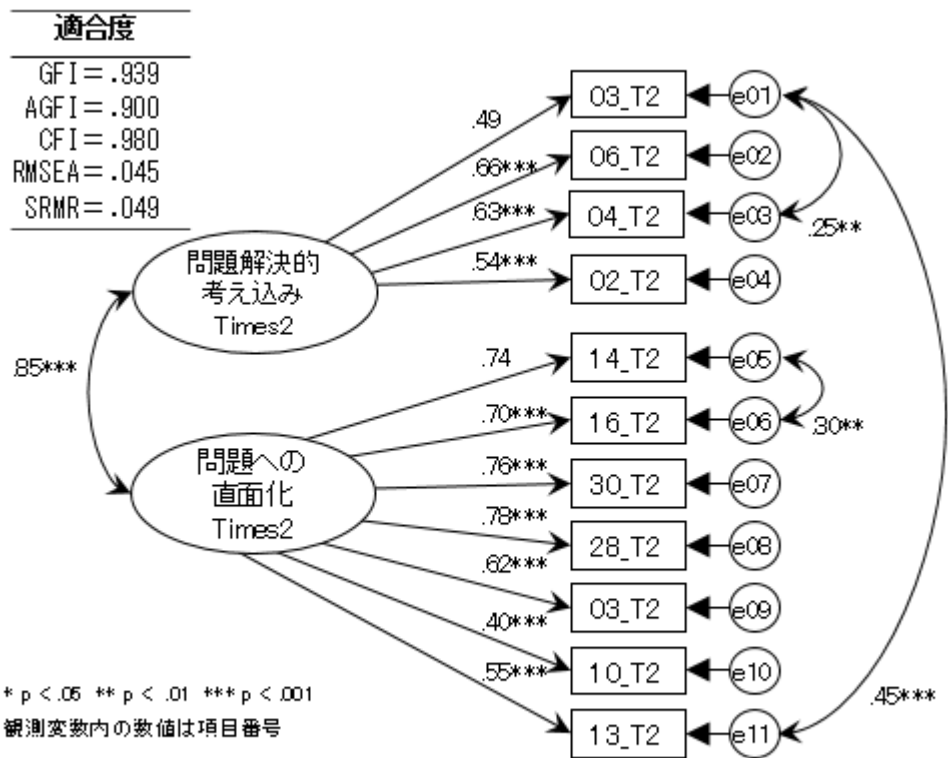 適合度
GFI＝.939
AGFI＝.900
CFI＝.980
RMSEA＝.045
SRMR＝.049
問題解決的
考え込み
Times2
.85***
問題への
直面化
Times2
.49
.66***
.63***
.54***
.74
.70***
.76***
.78***
.62***
.40***
.55***
03_T2
e01
06_T2
e02
04_T2
e03
.25**
02_T2
e04
14_T2
e05
16_T2
e06
.30**
30_T2
e07
28_T2
e08
03_T2
e09
10_T2
e10
13_T2
e11
.45***
* p < .05 ** p < .01 *** p < .001
観測変数内の数値は項目番号